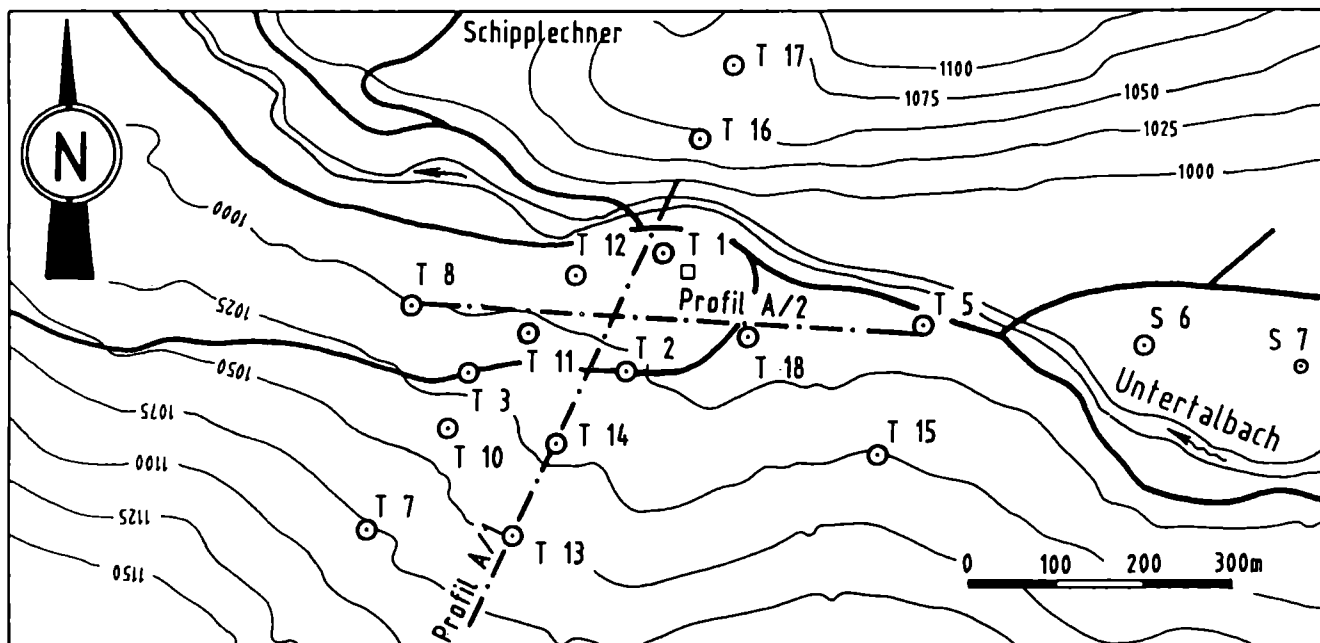 Schipplechner
T 17
1100
1075
1050
T 16
1025
1000
N
1000
T 12
T 1
T 8
Profil A/2
T 5
S 6
S 7
1025
T 11
T 2
T 18
1050
T 3
Untertalbach
1075
T 14
T 15
T 10
1100
T 7
T 13
1125
Profil A/1
1150
0 100 200 300m